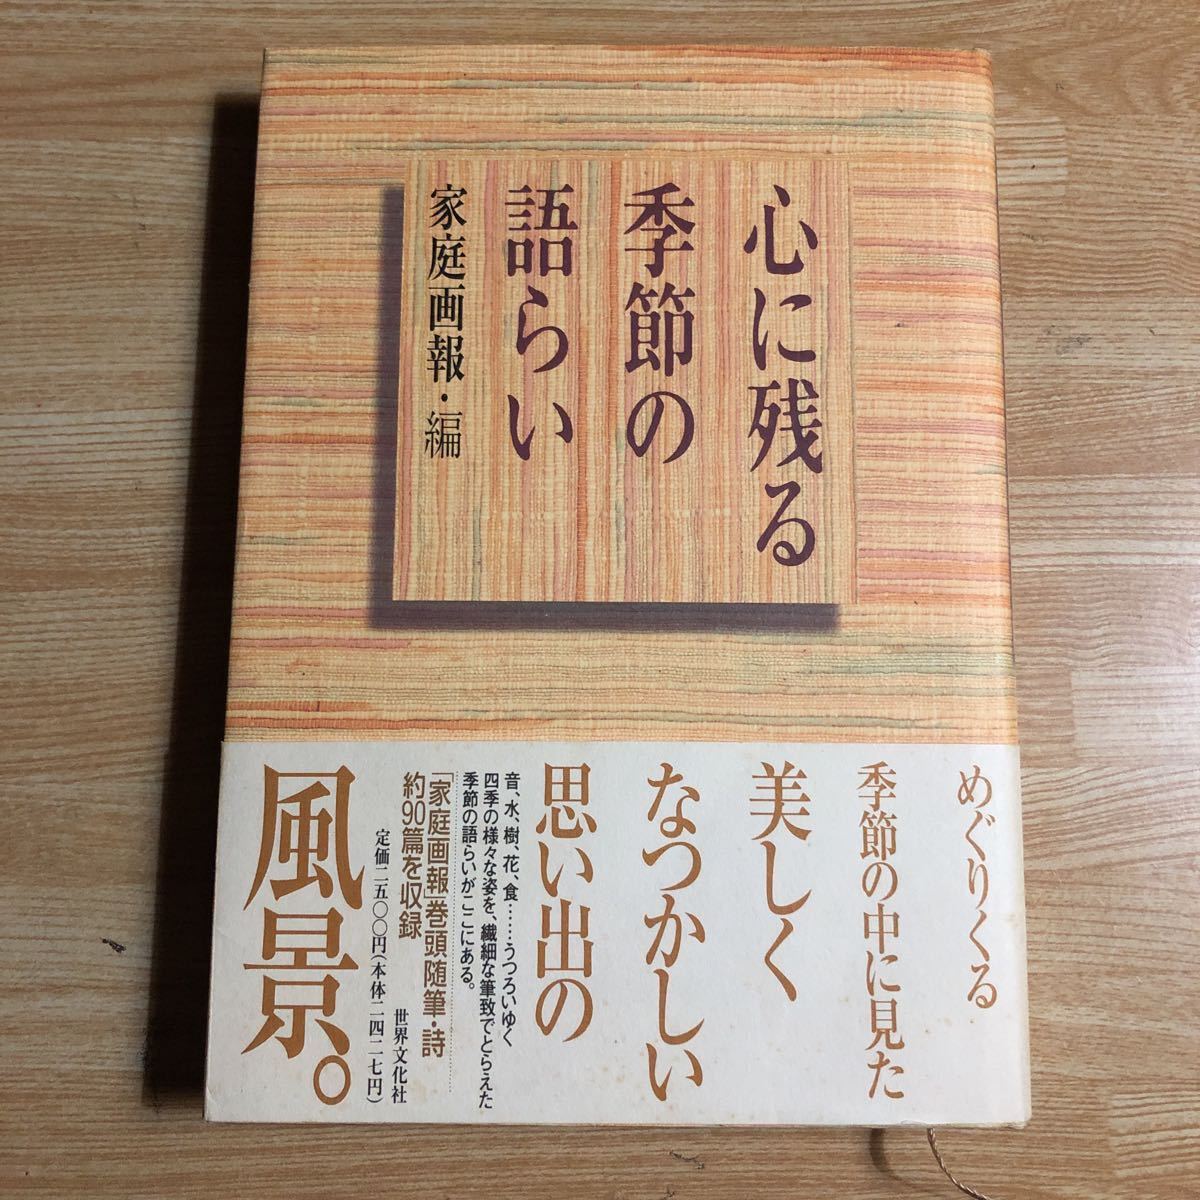 心に残る
季節の
語らい
家庭画報・編
めぐりくる
季節の中に見た
美しく
なつかしい
思い出の
風景。
音、水、樹、花、食……うつろいゆく
四季の様々な姿を、繊細な筆致でとらえた
季節の語らいがここにある。
「家庭画報」巻頭随筆・詩
約90篇を収録
世界文化社
定価二五〇〇円(本体二四二七円)